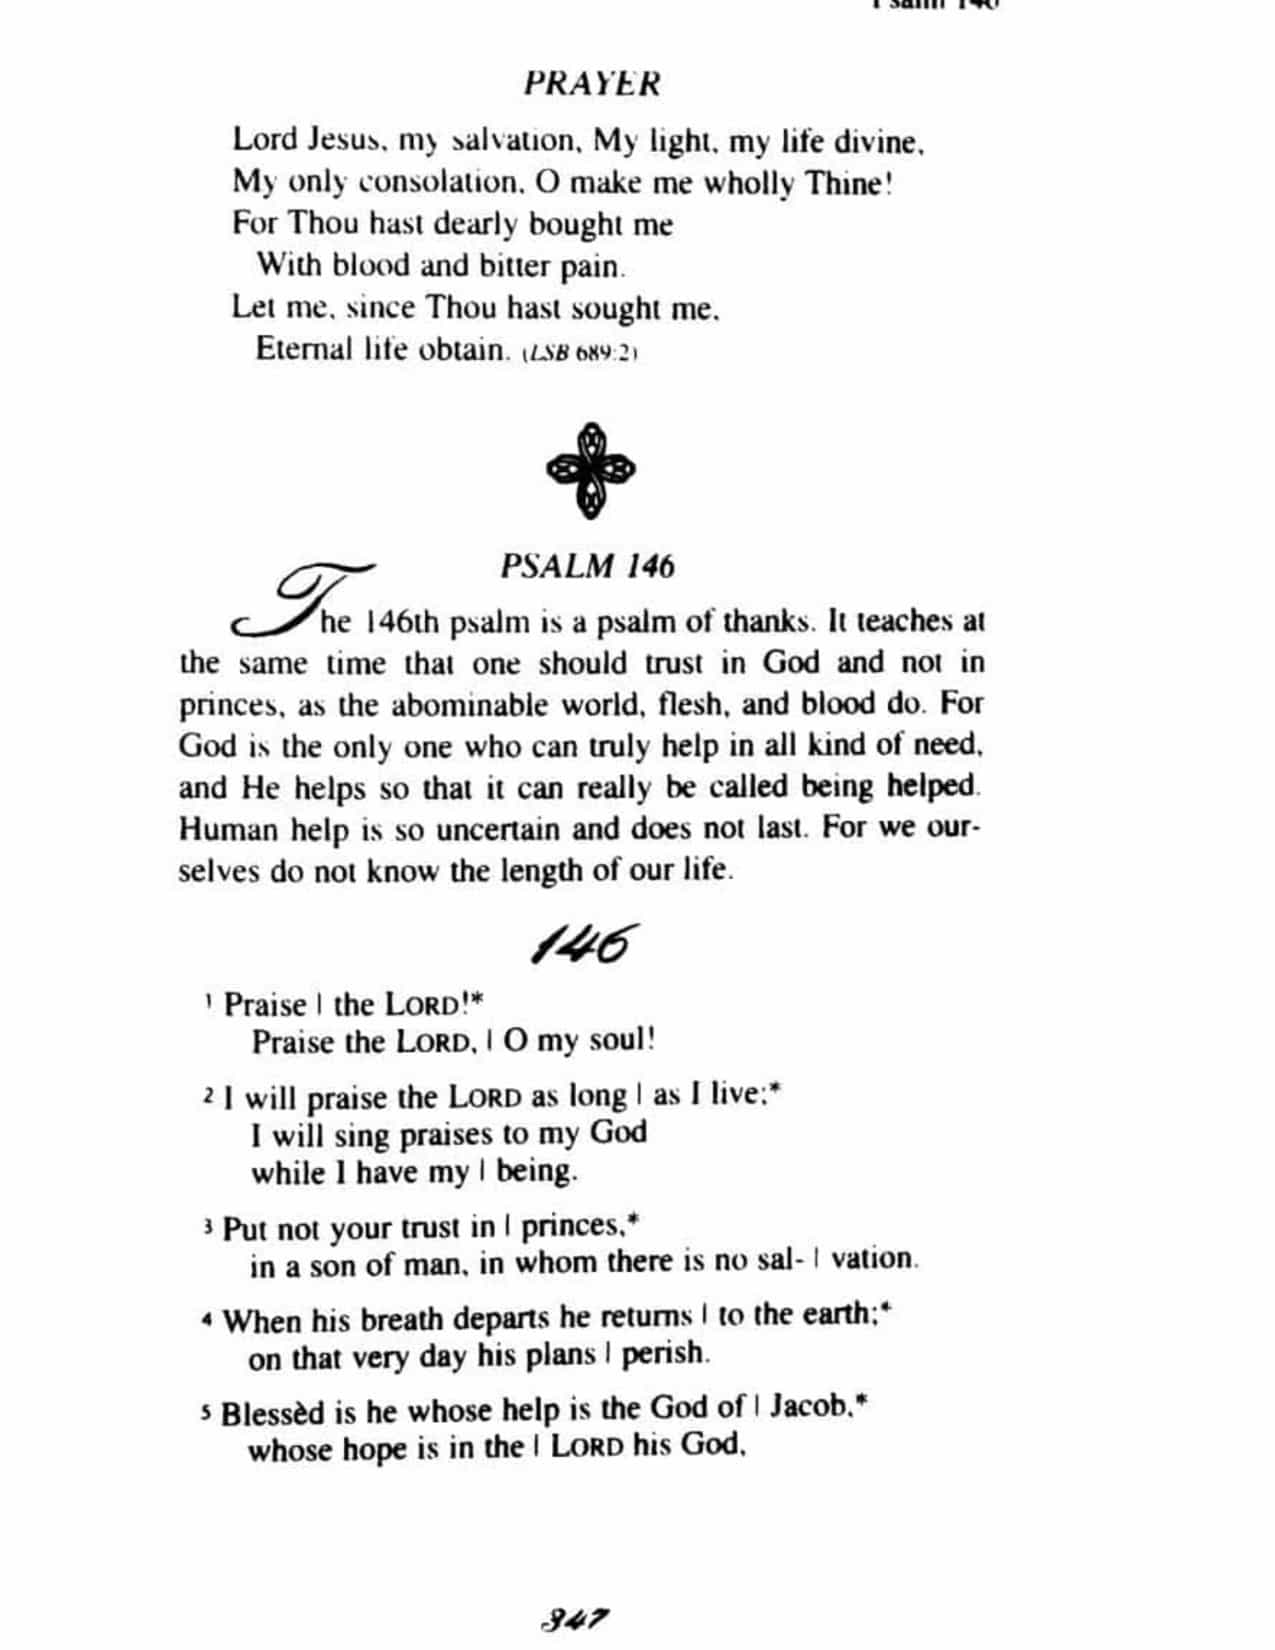 Psalm 146
PRAYER
Lord Jesus, my salvation, My light, my life divine,
My only consolation, O make me wholly Thine!
For Thou hast dearly bought me
With blood and bitter pain.
Let me, since Thou hast sought me,
Eternal life obtain. (LSB 689:2)
PSALM 146
The 146th psalm is a psalm of thanks. It teaches at
the same time that one should trust in God and not in
princes, as the abominable world, flesh, and blood do. For
God is the only one who can truly help in all kind of need,
and He helps so that it can really be called being helped.
Human help is so uncertain and does not last. For we our-
selves do not know the length of our life.
146
1 Praise | the LORD!*
Praise the LORD, | O my soul!
2 I will praise the LORD as long | as I live;*
I will sing praises to my God
while I have my | being.
3 Put not your trust in | princes,*
in a son of man, in whom there is no sal- | vation.
4 When his breath departs he returns | to the earth;*
on that very day his plans | perish.
5 Blessèd is he whose help is the God of | Jacob,*
whose hope is in the | LORD his God,
347